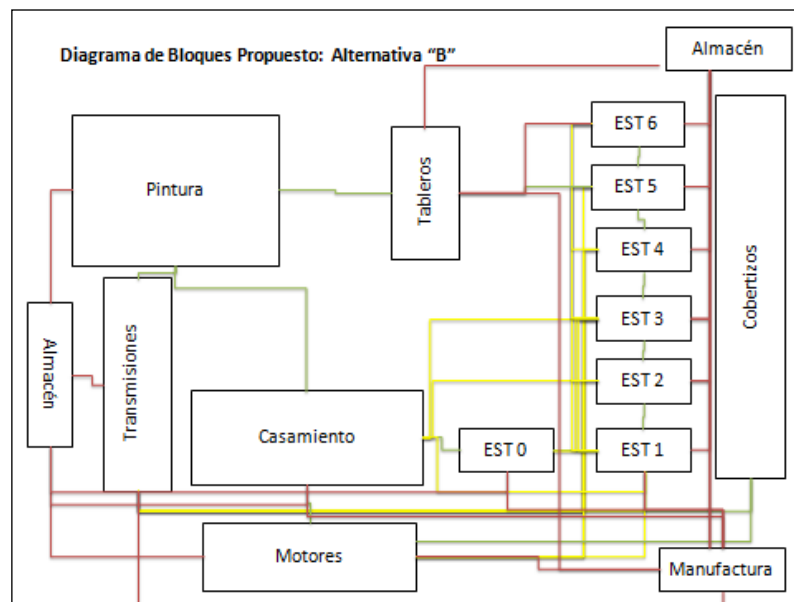 Diagrama de Bloques Propuesto: Alternativa "B"
Almacén
EST 6
Pintura
Tableros
EST 5
EST 4
Cobertizos
EST 3
Almacén
Transmisiones
EST 2
Casamiento
EST 0
EST 1
Motores
Manufactura